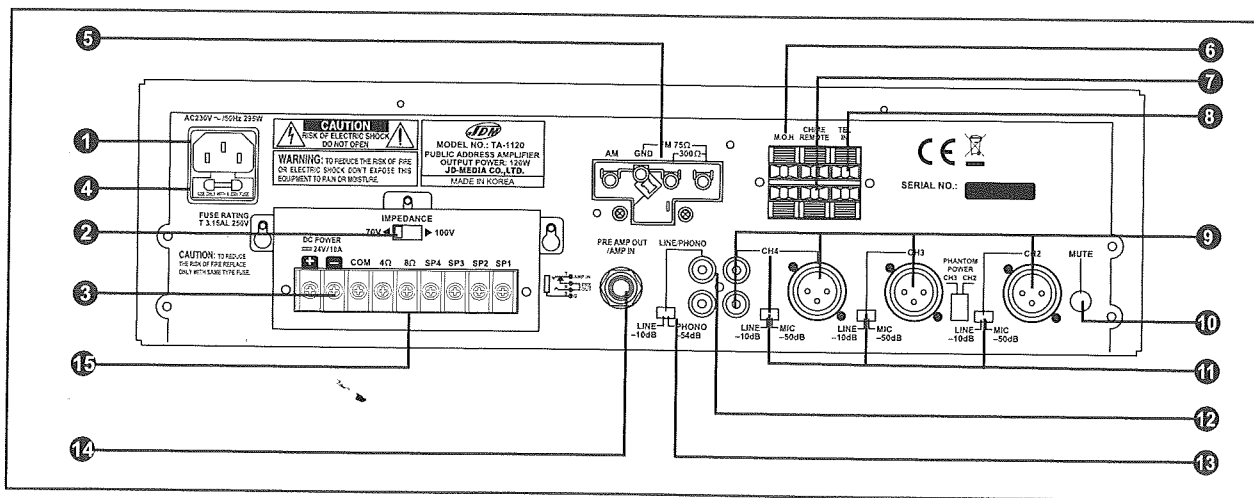 5
6
7
8
1
4
2
3
15
14
9
10
11
12
13
AC230V ~ /50Hz 295W
CAUTION
RISK OF ELECTRIC SHOCK
DO NOT OPEN
WARNING: TO REDUCE THE RISK OF FIRE
OR ELECTRIC SHOCK DON'T EXPOSE THIS
EQUIPMENT TO RAIN OR MOISTURE.
JDM
MODEL NO.: TA-1120
PUBLIC ADDRESS AMPLIFIER
OUTPUT POWER: 120W
JD-MEDIA CO., LTD.
MADE IN KOREA
FUSE RATING
T 3.15AL 250V
CAUTION: TO REDUCE
THE RISK OF FIRE REPLACE
ONLY WITH SAME TYPE FUSE.
IMPEDANCE
70V ◀ ▶ 100V
DC POWER
24V/10A
+ − COM 4Ω 8Ω SP4 SP3 SP2 SP1
AM GND FM 75Ω
300Ω
M.O.H CHIME REMOTE TEL IN
CE
SERIAL NO.:
PRE AMP OUT
/AMP IN
AMP IN
LINE/PHONO
LINE PHONO
–10dB –54dB
CH4
LINE MIC
–10dB –50dB
CH3
LINE MIC
–10dB –50dB
PHANTOM
POWER
CH3 CH2
CH2
LINE MIC
–10dB –50dB
MUTE